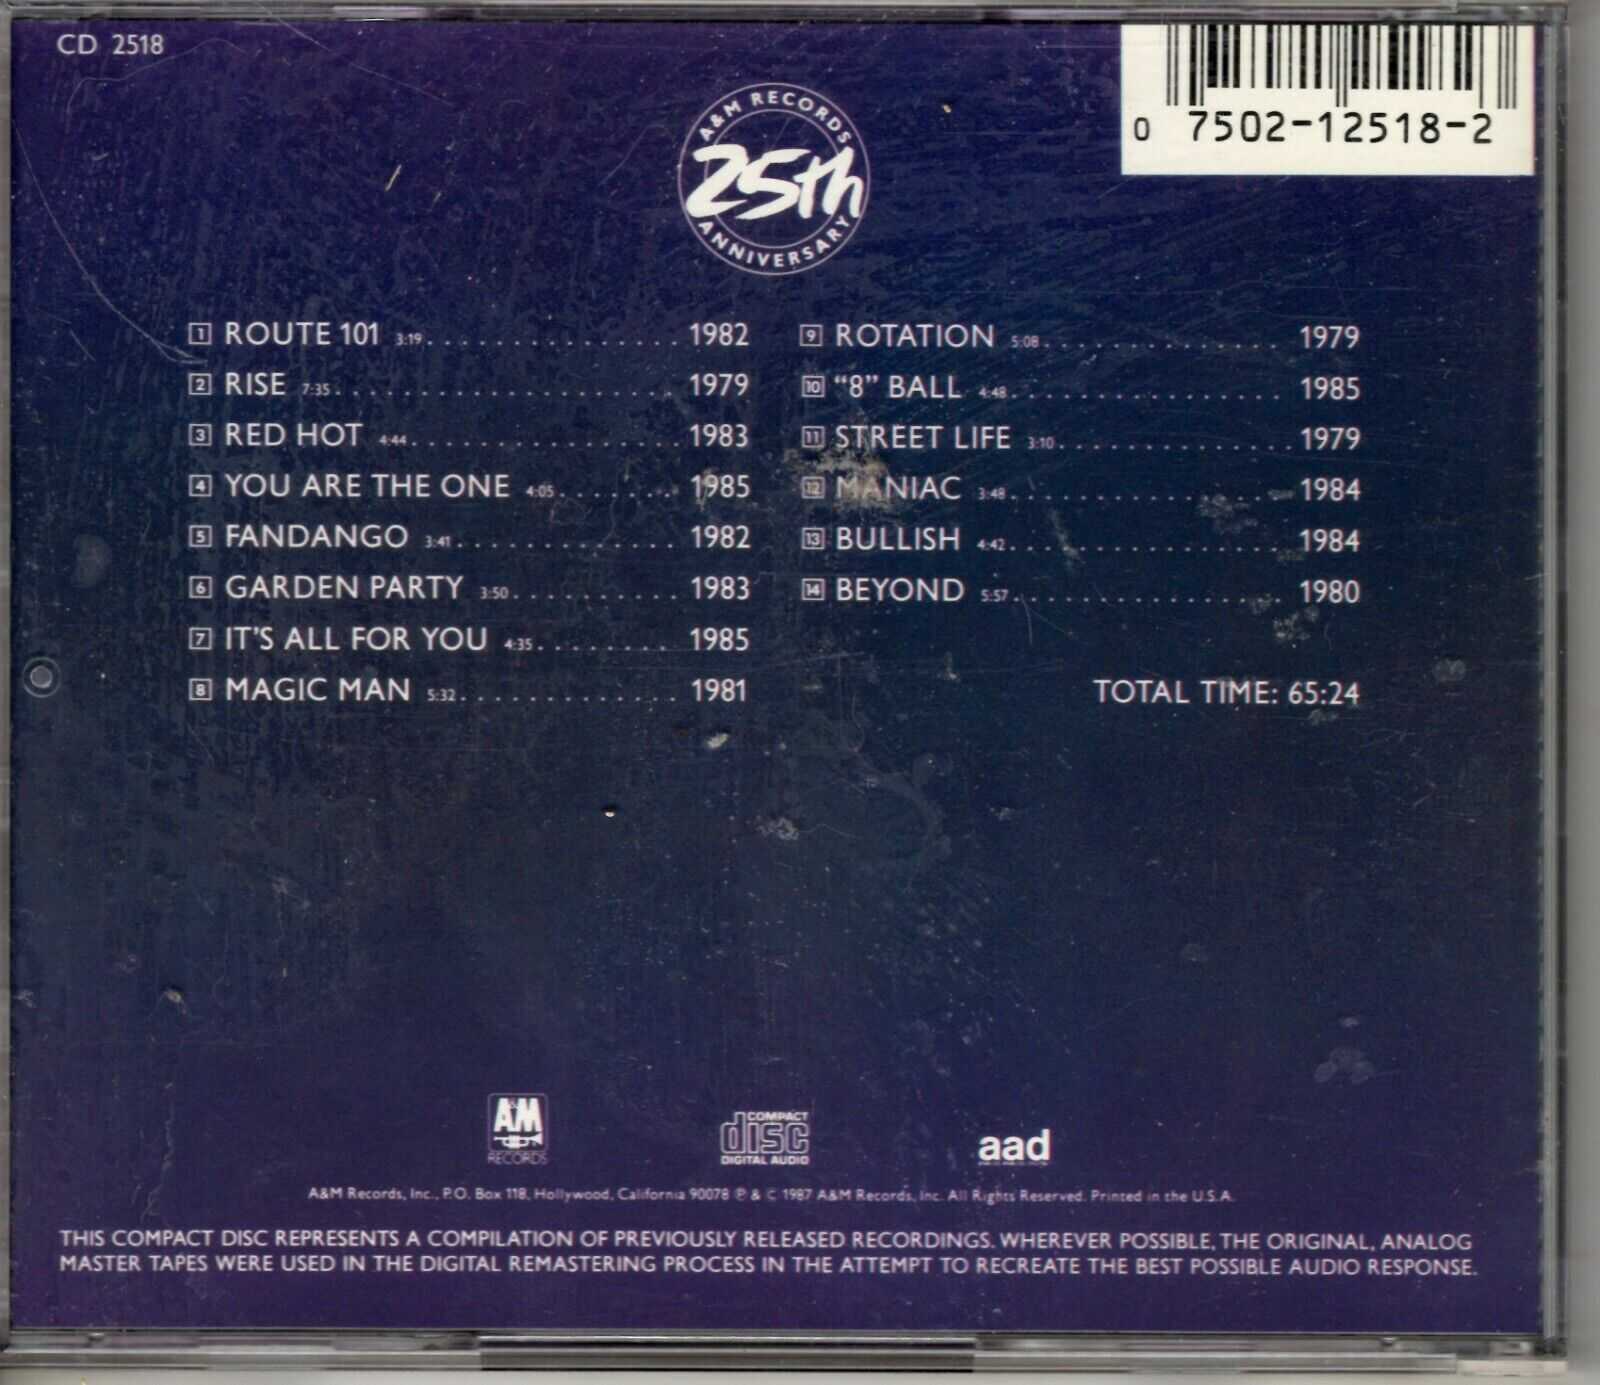 CD 2518
0 7502-12518-2
A&M RECORDS
25th
ANNIVERSARY
1 ROUTE 101 3:19 1982
2 RISE 7:35 1979
3 RED HOT 4:44 1983
4 YOU ARE THE ONE 4:05 1985
5 FANDANGO 3:41 1982
6 GARDEN PARTY 3:50 1983
7 IT'S ALL FOR YOU 4:35 1985
8 MAGIC MAN 5:32 1981
9 ROTATION 5:08 1979
10 “8” BALL 4:48 1985
11 STREET LIFE 3:10 1979
12 MANIAC 3:48 1984
13 BULLISH 4:42 1984
14 BEYOND 5:57 1980
TOTAL TIME: 65:24
A&M
RECORDS
COMPACT
disc
DIGITAL AUDIO
aad
A&M Records, Inc., P.O. Box 118, Hollywood, California 90078 ℗ & © 1987 A&M Records, Inc. All Rights Reserved. Printed in the U.S.A.
THIS COMPACT DISC REPRESENTS A COMPILATION OF PREVIOUSLY RELEASED RECORDINGS. WHEREVER POSSIBLE, THE ORIGINAL, ANALOG
MASTER TAPES WERE USED IN THE DIGITAL REMASTERING PROCESS IN THE ATTEMPT TO RECREATE THE BEST POSSIBLE AUDIO RESPONSE.